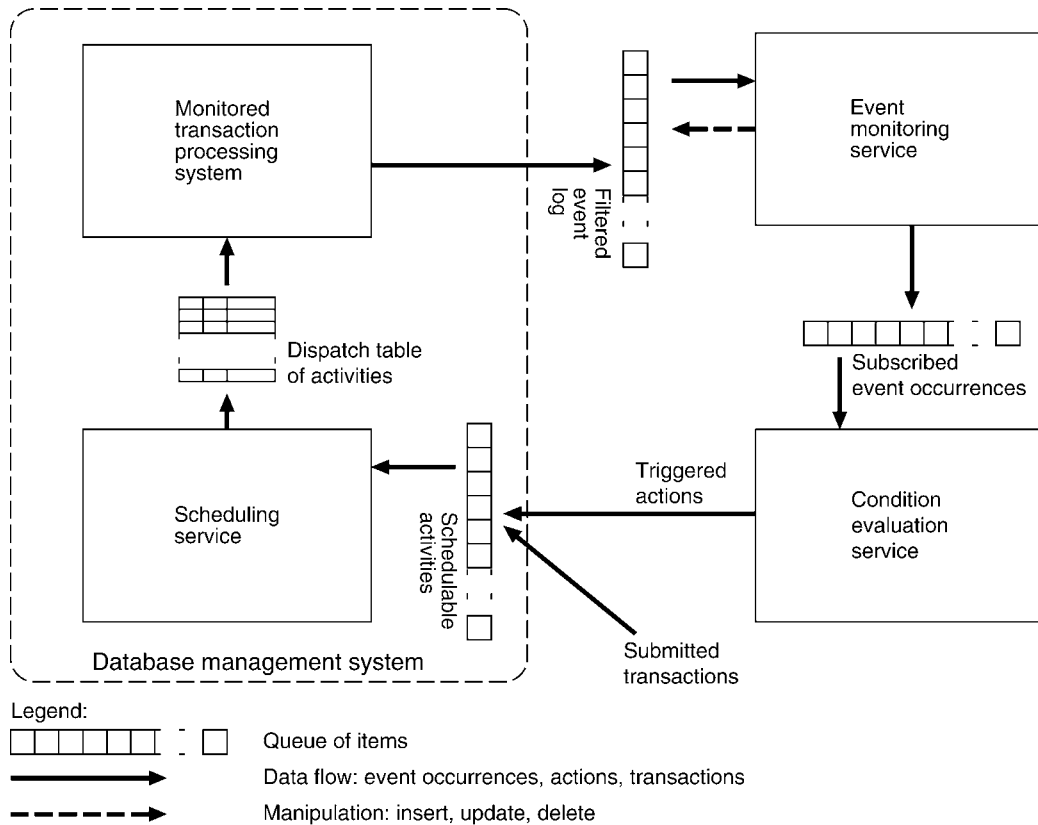 Monitored
transaction
processing
system
Event
monitoring
service
Filtered
event
log
Dispatch table
of activities
Subscribed
event occurrences
Scheduling
service
Schedulable
activities
Triggered
actions
Condition
evaluation
service
Submitted
transactions
Database management system
Legend:
Queue of items
Data flow: event occurrences, actions, transactions
Manipulation: insert, update, delete